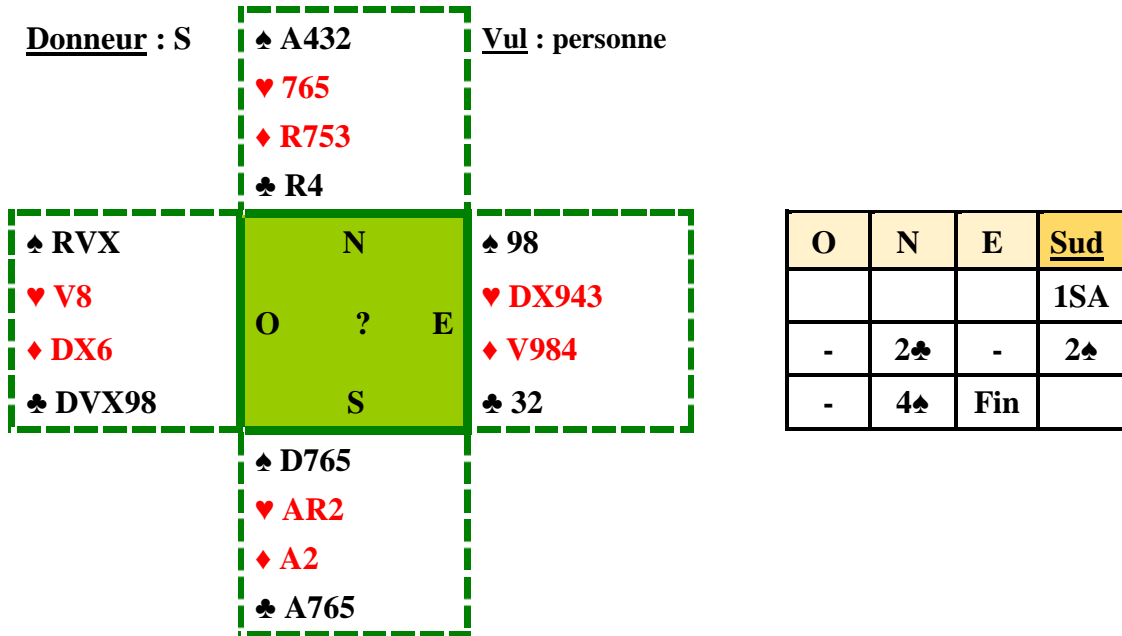 Donneur : S
♠ A432
Vul : personne
♥ 765
♦ R753
♣ R4
♠ RVX
♥ V8
♦ DX6
♣ DVX98
N
O ? E
S
♠ 98
♥ DX943
♦ V984
♣ 32
O N E Sud
1SA
- 2♣ - 2♠
- 4♠ Fin
♠ D765
♥ AR2
♦ A2
♣ A765